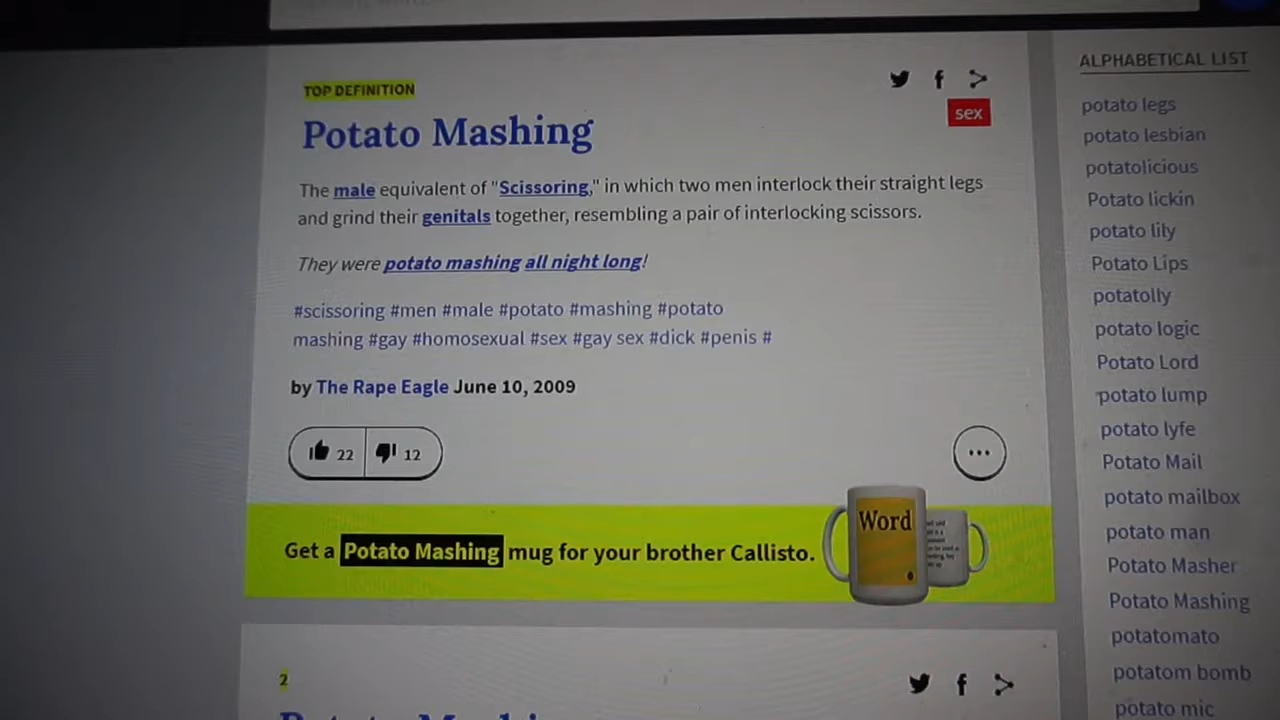 TOP DEFINITION
Potato Mashing
sex
The male equivalent of "Scissoring," in which two men interlock their straight legs
and grind their genitals together, resembling a pair of interlocking scissors.
They were potato mashing all night long!
#scissoring #men #male #potato #mashing #potato
mashing #gay #homosexual #sex #gay sex #dick #penis #
by The Rape Eagle June 10, 2009
22 12
Get a Potato Mashing mug for your brother Callisto.
Word
2
ALPHABETICAL LIST
potato legs
potato lesbian
potatolicious
Potato lickin
potato lily
Potato Lips
potatolly
potato logic
Potato Lord
potato lump
potato lyfe
Potato Mail
potato mailbox
potato man
Potato Masher
Potato Mashing
potatomato
potatom bomb
potato mic